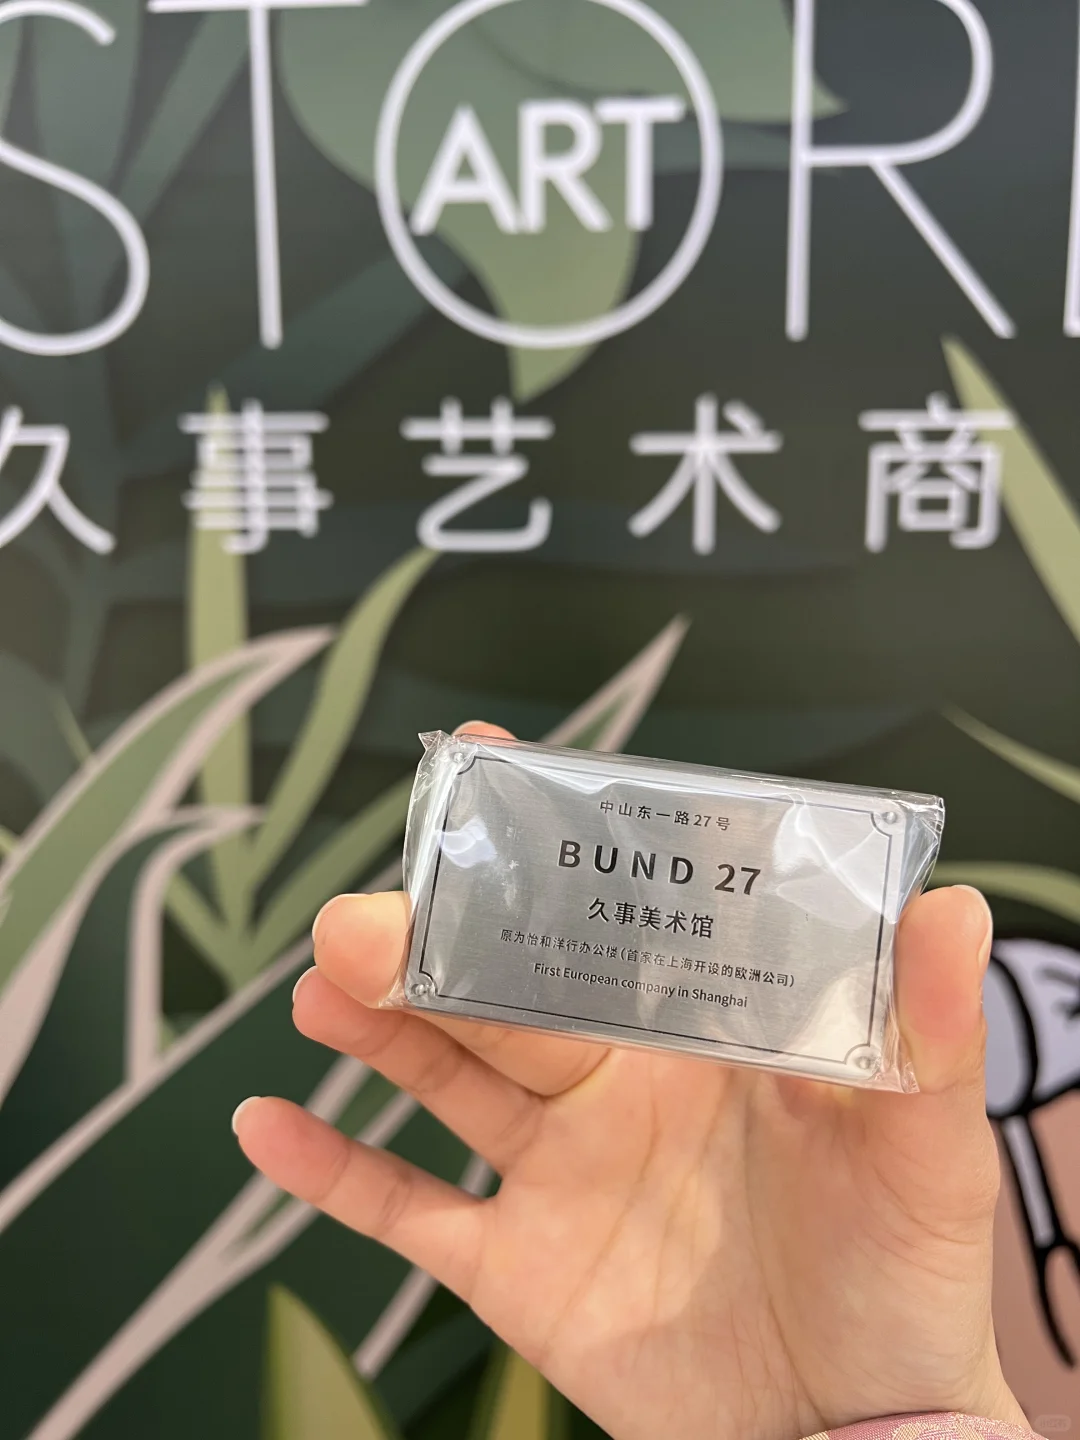 STOR
ART
久事艺术商
中山东一路27号
BUND 27
久事美术馆
原为怡和洋行办公楼（首家在上海开设的欧洲公司）
First European company in Shanghai